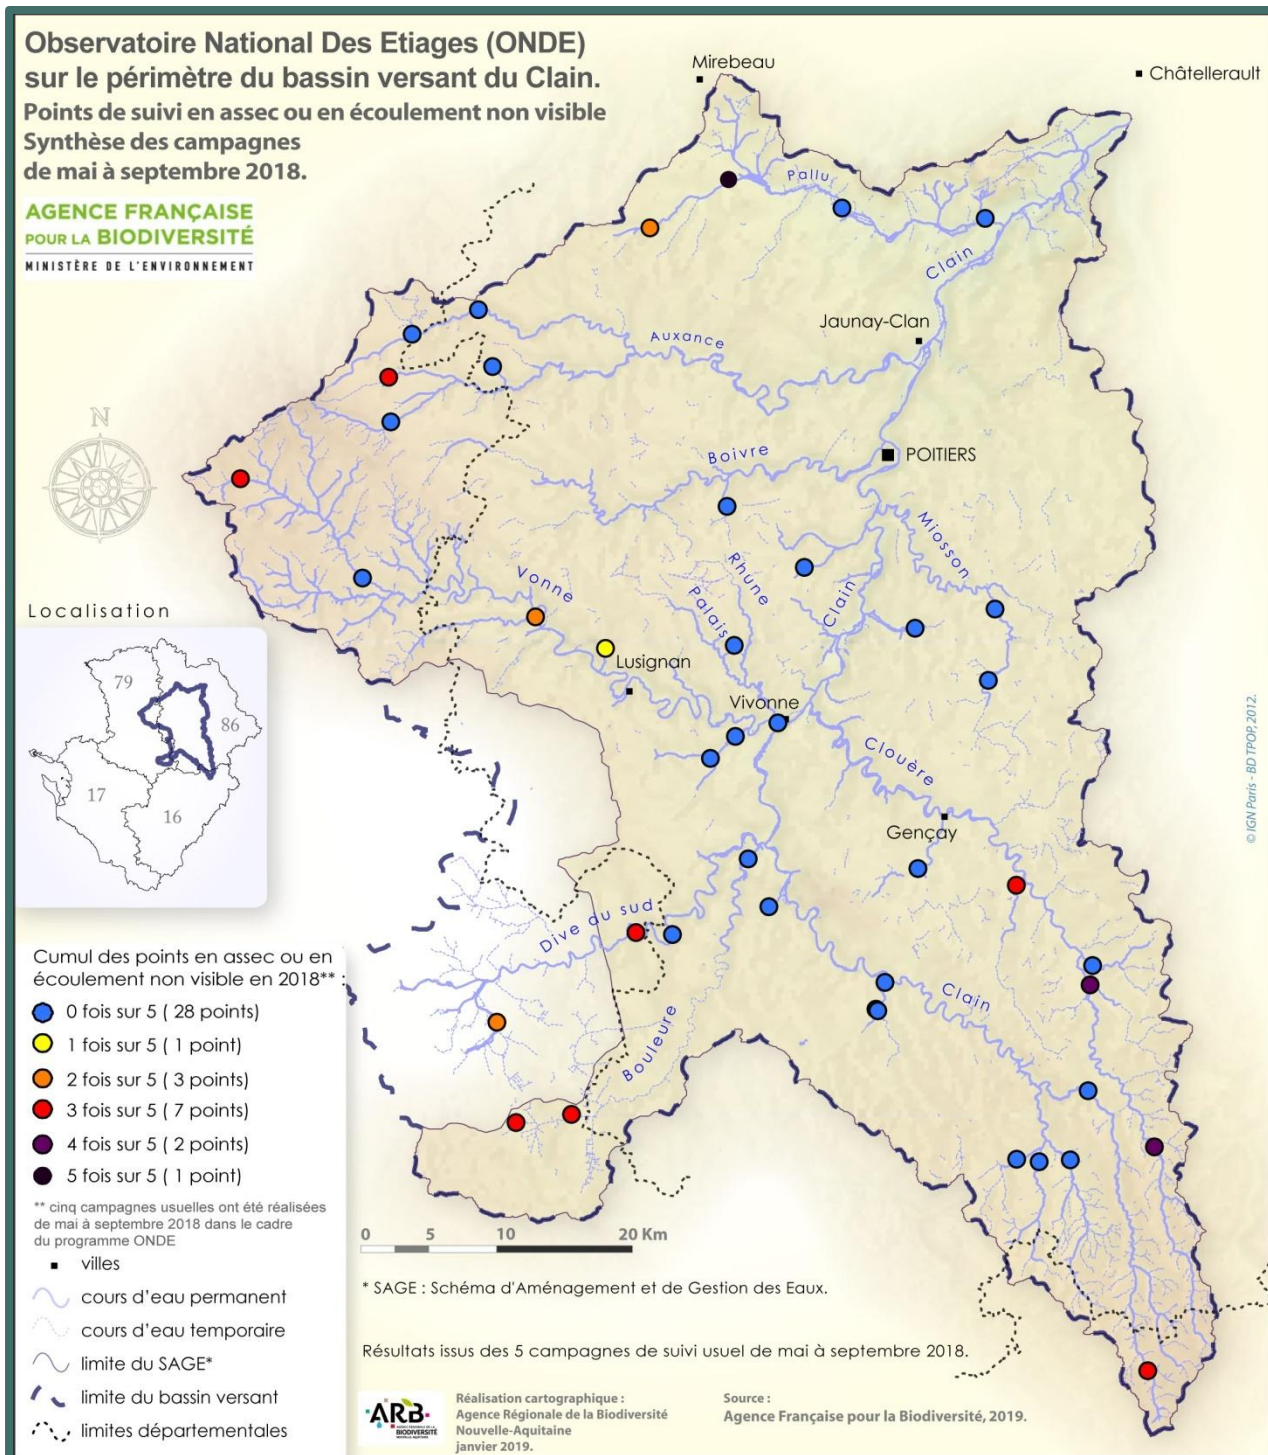 Observatoire National Des Etiages (ONDE)
sur le périmètre du bassin versant du Clain.
Points de suivi en assec ou en écoulement non visible
Synthèse des campagnes
de mai à septembre 2018.
AGENCE FRANÇAISE
POUR LA BIODIVERSITÉ
MINISTÈRE DE L'ENVIRONNEMENT
Mirebeau
Châtellerault
Pallu
Clain
Jaunay-Clan
Auxance
N
Boivre
POITIERS
Miosson
Rhune
Vonne
Palais
Clain
Lusignan
Vivonne
Clouère
Gençay
Dive du sud
Clain
Bouleure
Localisation
79
86
17
16
© IGN Paris - BD TPOP, 2012.
Cumul des points en assec ou en
écoulement non visible en 2018** :
0 fois sur 5 ( 28 points)
1 fois sur 5 ( 1 point)
2 fois sur 5 ( 3 points)
3 fois sur 5 ( 7 points)
4 fois sur 5 ( 2 points)
5 fois sur 5 ( 1 point)
** cinq campagnes usuelles ont été réalisées
de mai à septembre 2018 dans le cadre
du programme ONDE
villes
cours d'eau permanent
cours d'eau temporaire
limite du SAGE*
limite du bassin versant
limites départementales
0 5 10 20 Km
* SAGE : Schéma d'Aménagement et de Gestion des Eaux.
Résultats issus des 5 campagnes de suivi usuel de mai à septembre 2018.
ARB
AGENCE RÉGIONALE DE LA
BIODIVERSITÉ
NOUVELLE-AQUITAINE
Réalisation cartographique :
Agence Régionale de la Biodiversité
Nouvelle-Aquitaine
janvier 2019.
Source :
Agence Française pour la Biodiversité, 2019.